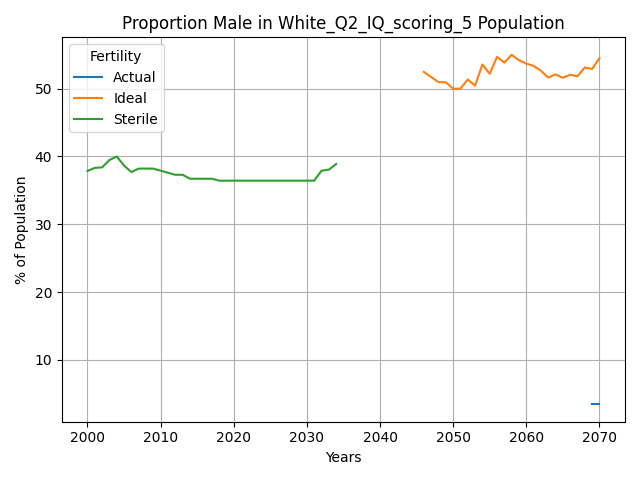 Proportion Male in White_Q2_IQ_scoring_5 Population
Fertility
Actual
Ideal
Sterile
% of Population
50
40
30
20
10
2000 2010 2020 2030 2040 2050 2060 2070
Years